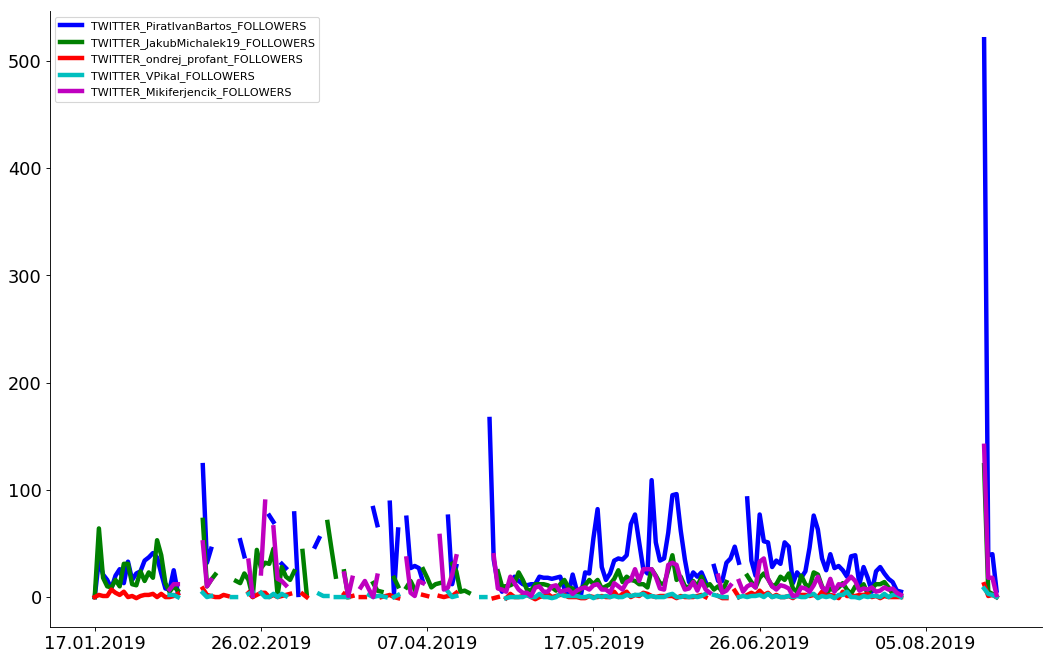 TWITTER_PiratIvanBartos_FOLLOWERS
TWITTER_JakubMichalek19_FOLLOWERS
TWITTER_ondrej_profant_FOLLOWERS
TWITTER_VPikal_FOLLOWERS
TWITTER_Mikiferjencik_FOLLOWERS
500
400
300
200
100
0
17.01.2019 26.02.2019 07.04.2019 17.05.2019 26.06.2019 05.08.2019